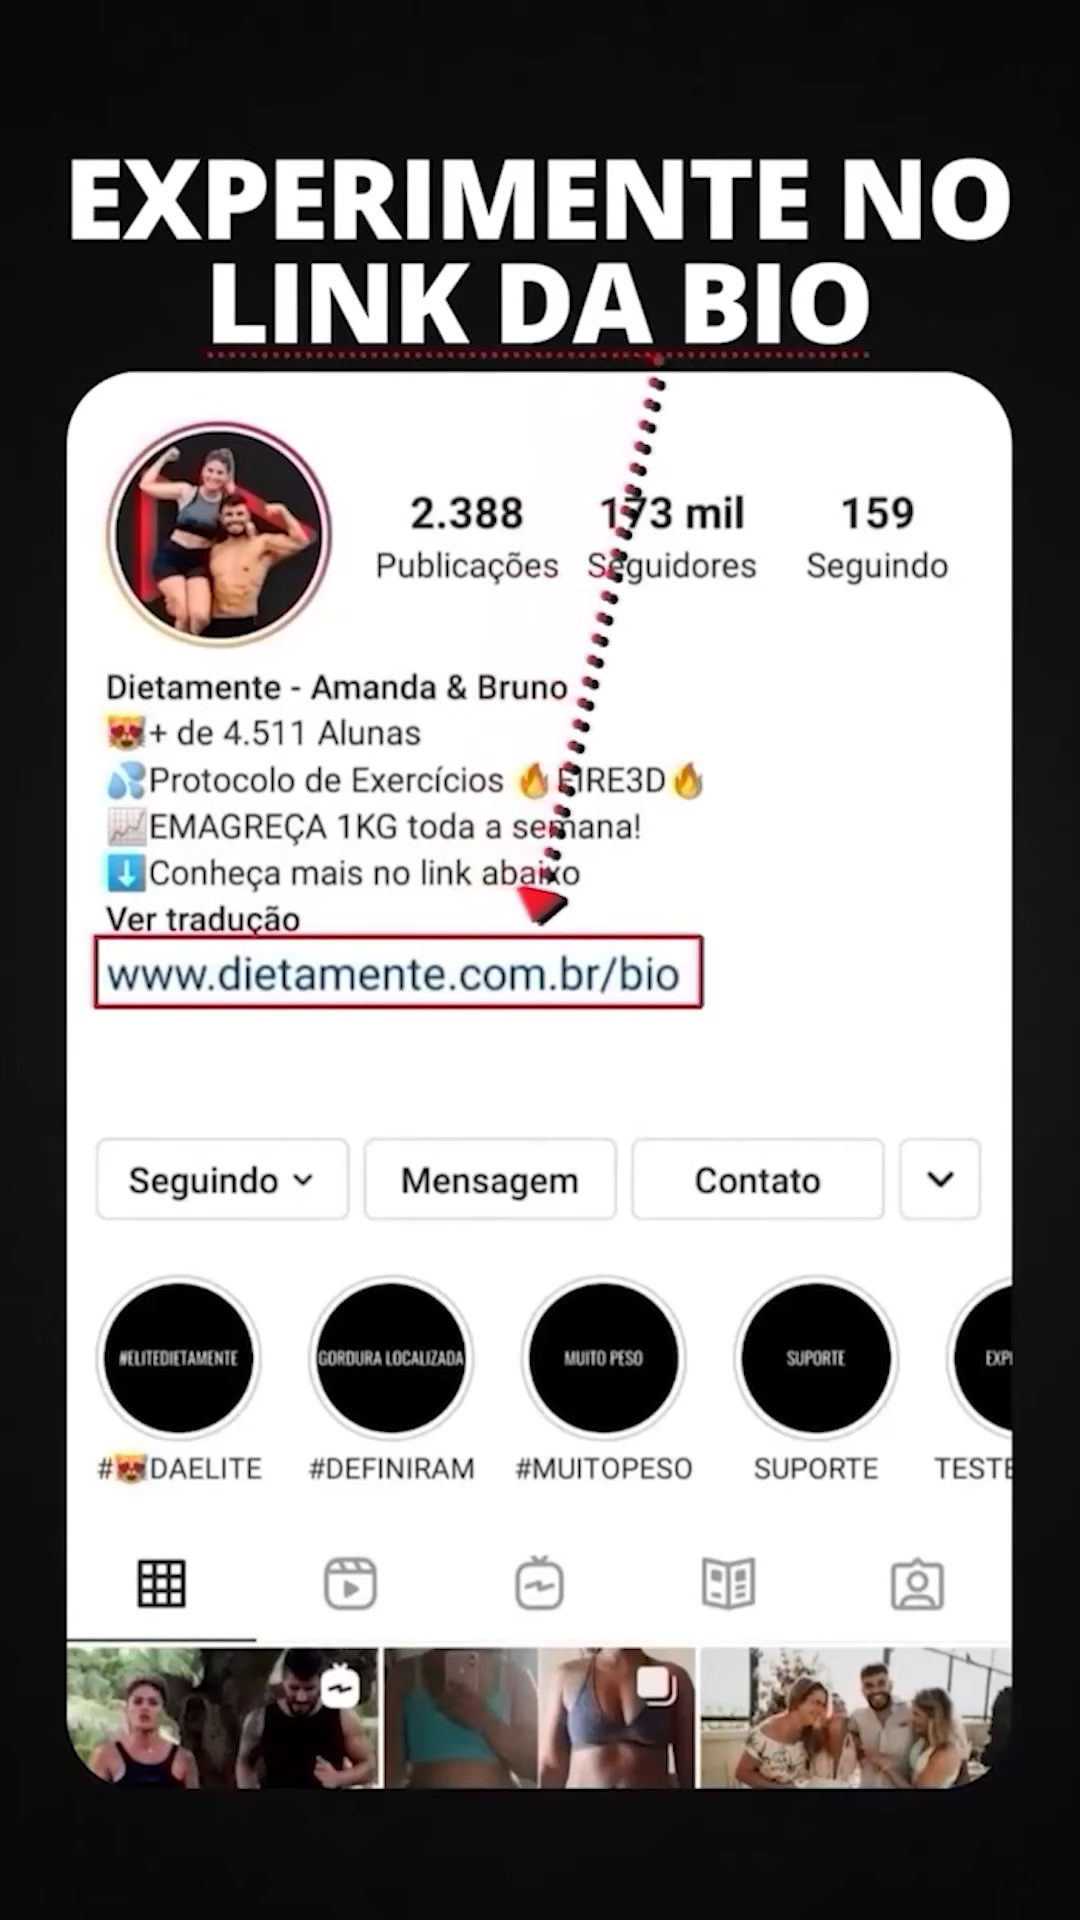 EXPERIMENTE NO
LINK DA BIO
2.388 173 mil 159
Publicações Seguidores Seguindo
Dietamente - Amanda & Bruno
😻+ de 4.511 Alunas
💦Protocolo de Exercícios 🔥FIRE3D🔥
📈EMAGREÇA 1KG toda a semana!
⬇️Conheça mais no link abaixo
Ver tradução
www.dietamente.com.br/bio
Seguindo Mensagem Contato
#ELITEDIETAMENTE GORDURA LOCALIZADA MUITO PESO SUPORTE EXPI
#😻DAELITE #DEFINIRAM #MUITOPESO SUPORTE TESTE